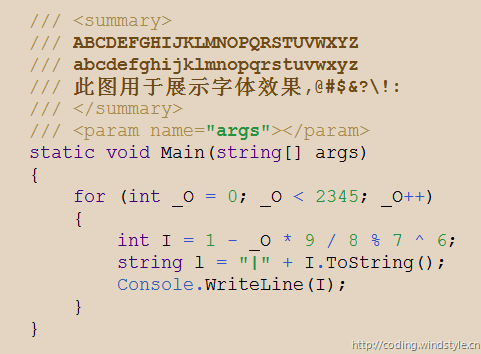 /// <summary>
/// ABCDEFGHIJKLMNOPQRSTUVWXYZ
/// abcdefghijklmnopqrstuvwxyz
/// 此图用于展示字体效果,@#$&?\!:
/// </summary>
/// <param name="args"></param>
static void Main(string[] args)
{
    for (int _O = 0; _O < 2345; _O++)
    {
        int I = 1 - _O * 9 / 8 % 7 ^ 6;
        string l = "|" + I.ToString();
        Console.WriteLine(I);
    }
}
http://coding.windstyle.cn